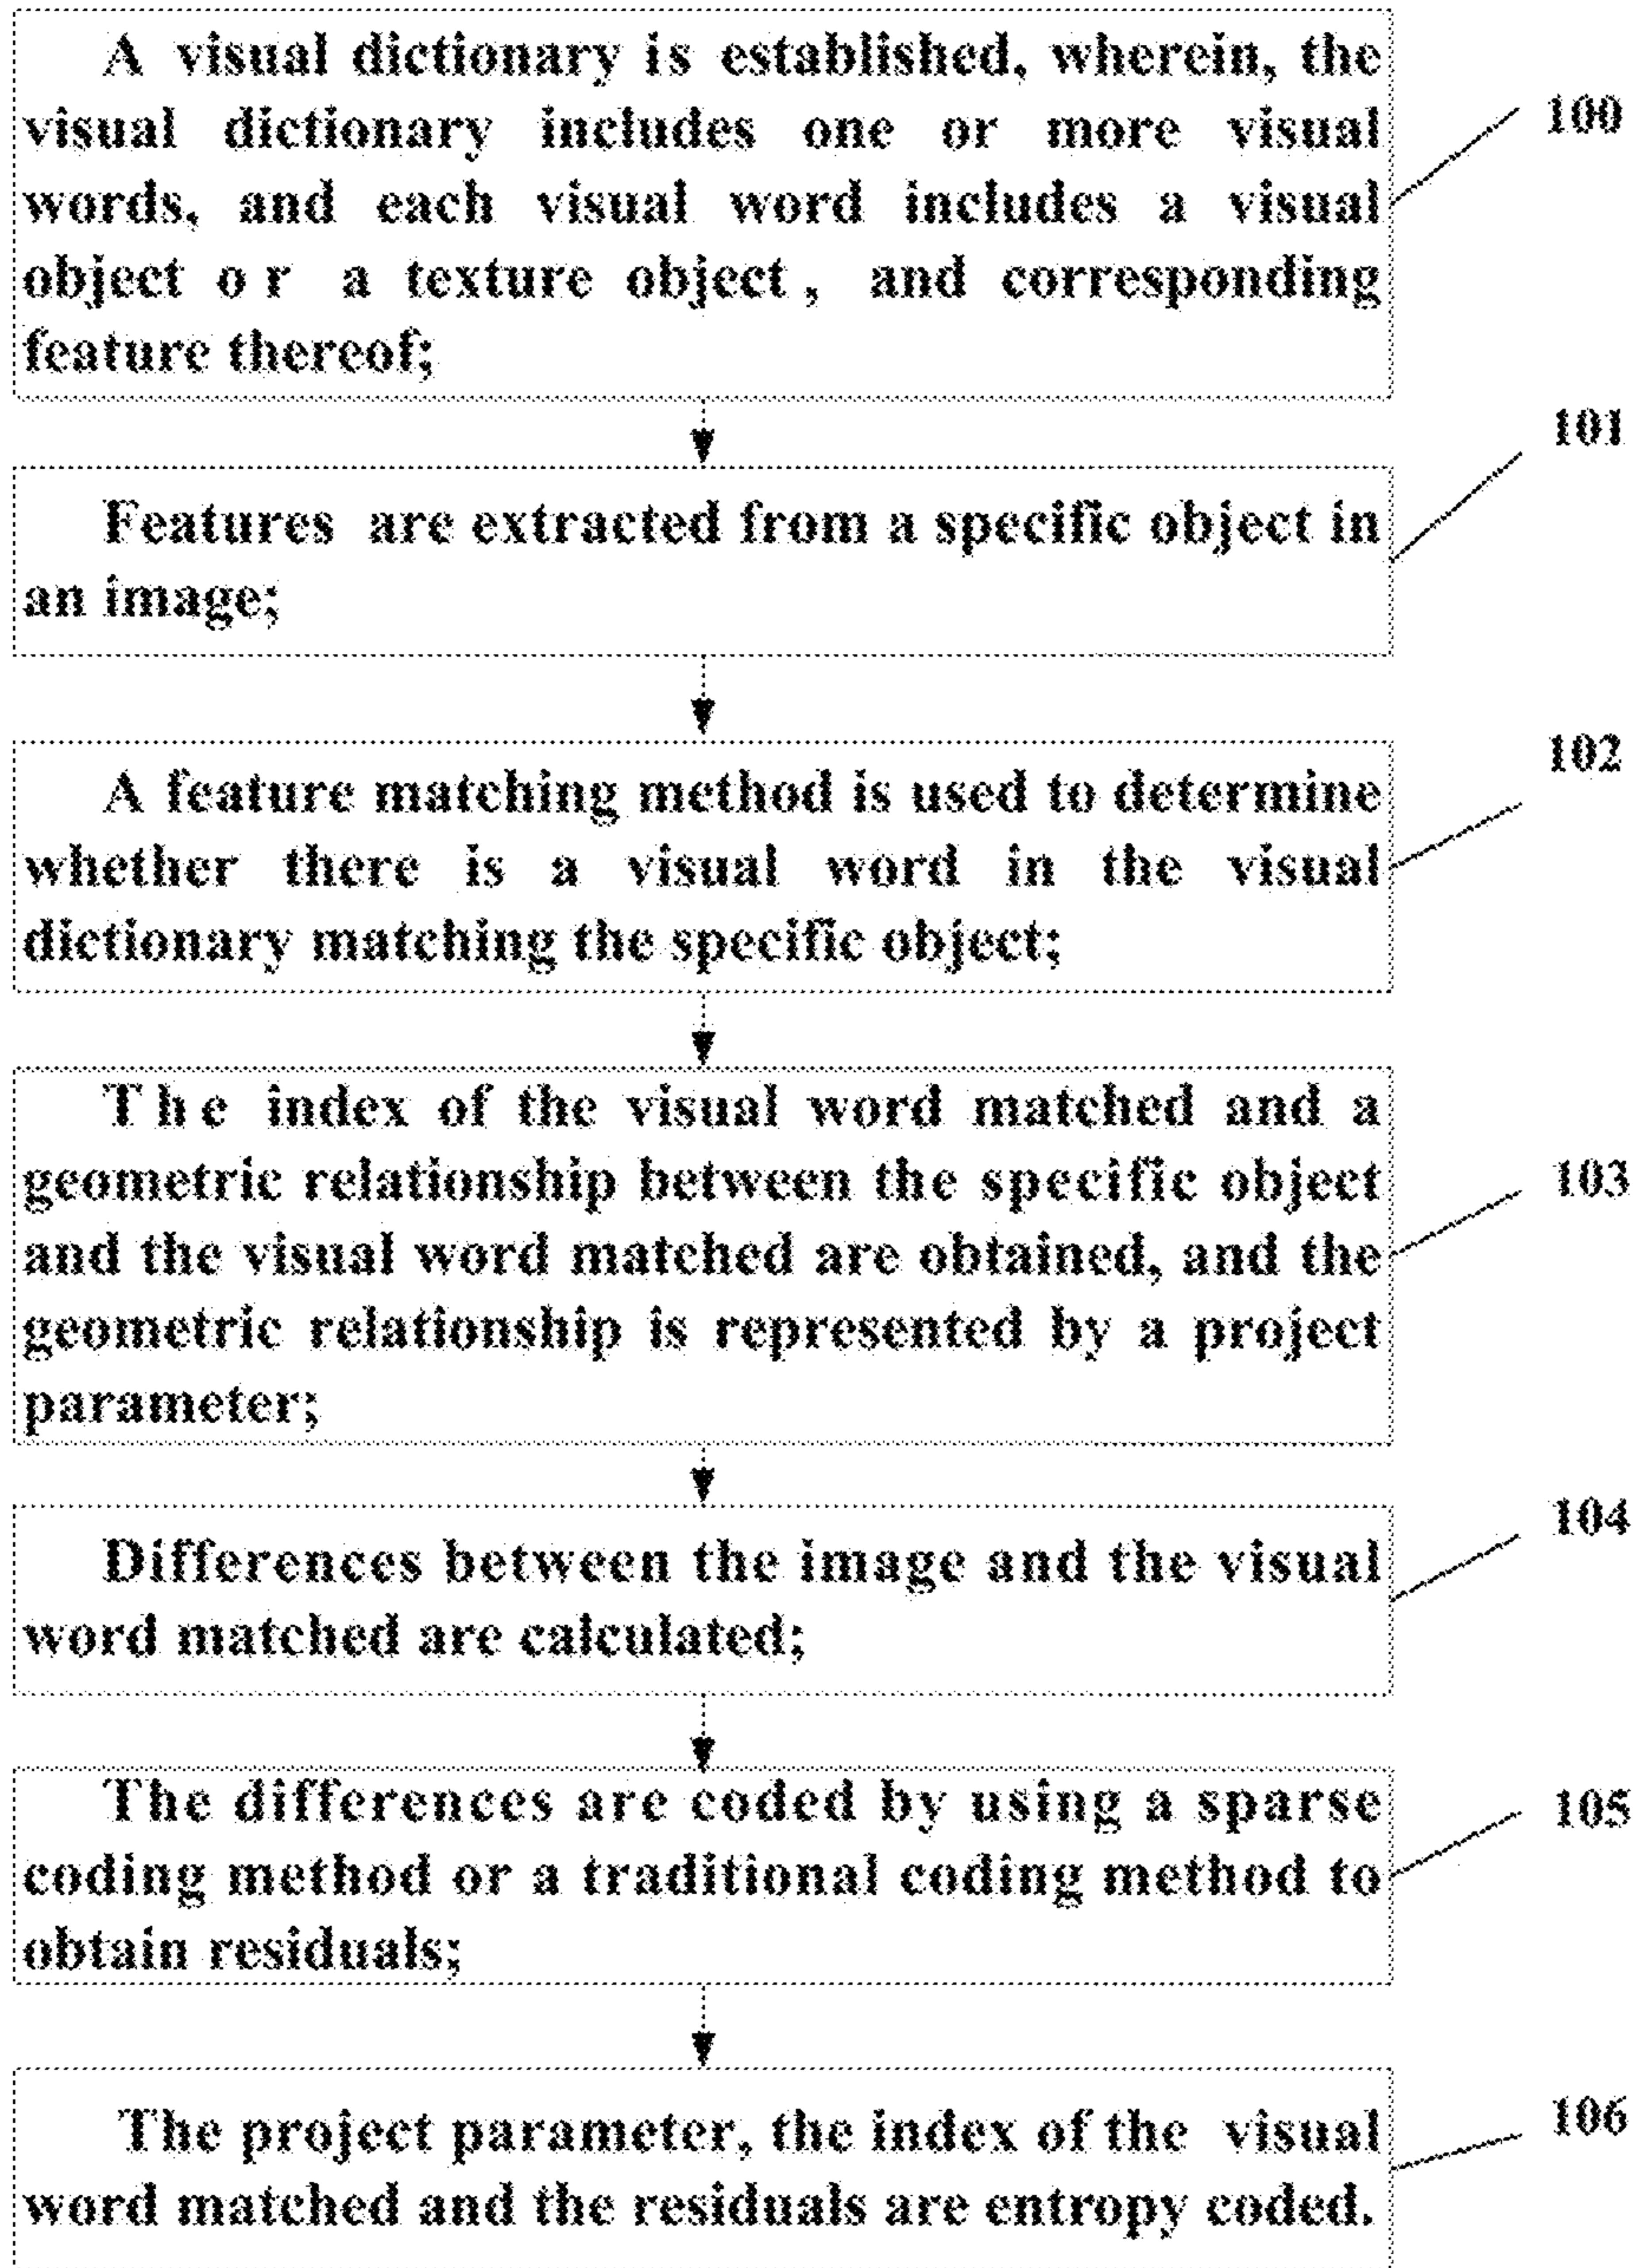 A visual dictionary is established, wherein, the
visual dictionary includes one or more visual
words, and each visual word includes a visual
object or a texture object, and corresponding
feature thereof;
100
101
Features are extracted from a specific object in
an image;
102
A feature matching method is used to determine
whether there is a visual word in the visual
dictionary matching the specific object;
The index of the visual word matched and a
geometric relationship between the specific object
and the visual word matched are obtained, and the
geometric relationship is represented by a project
parameter;
103
104
Differences between the image and the visual
word matched are calculated;
The differences are coded by using a sparse
coding method or a traditional coding method to
obtain residuals;
105
106
The project parameter, the index of the visual
word matched and the residuals are entropy coded.